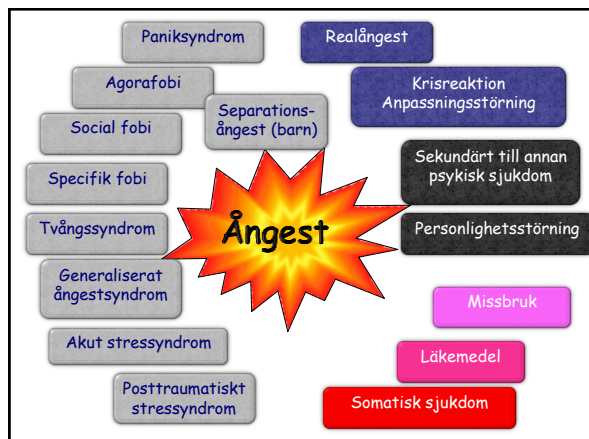 Paniksyndrom
Realångest
Agorafobi
Krisreaktion
Anpassningsstörning
Separations-
ångest (barn)
Social fobi
Sekundärt till annan
psykisk sjukdom
Specifik fobi
Tvångssyndrom
Ångest
Personlighetsstörning
Generaliserat
ångestsyndrom
Missbruk
Akut stressyndrom
Läkemedel
Posttraumatiskt
stressyndrom
Somatisk sjukdom